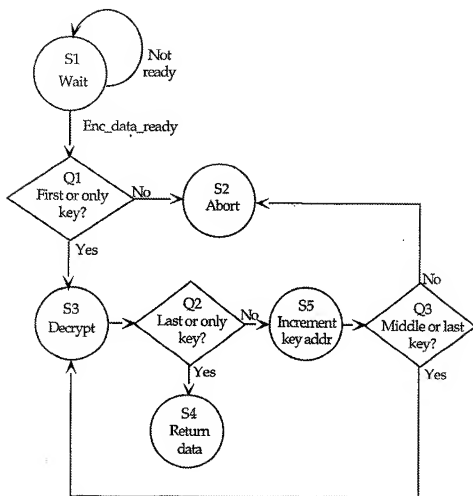 S1
Wait
Not
ready
Enc_data_ready
Q1
First or only
key?
No
S2
Abort
Yes
No
S3
Decrypt
Q2
Last or only
key?
No
S5
Increment
key addr
Q3
Middle or last
key?
Yes
Yes
S4
Return
data